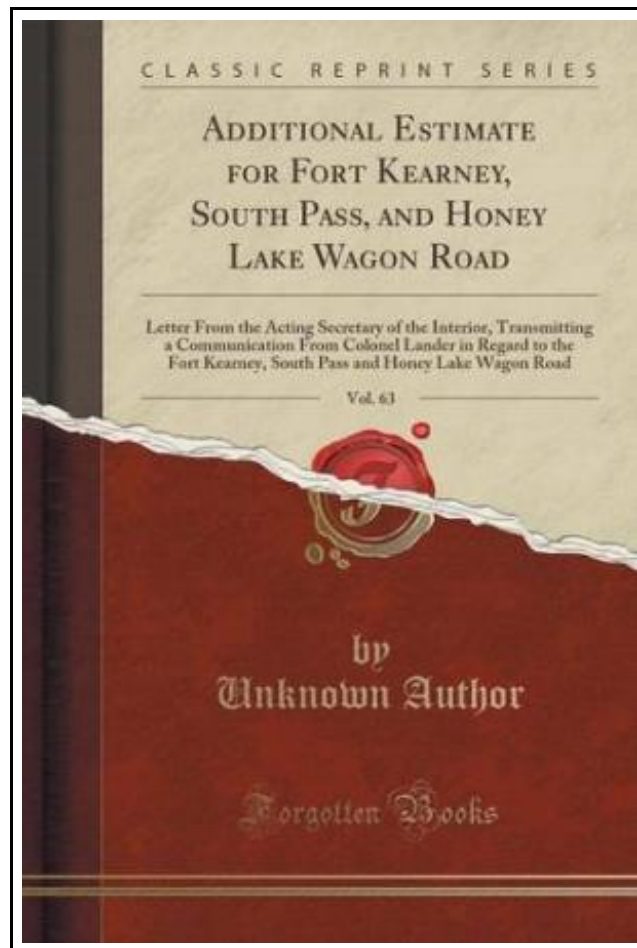 CLASSIC REPRINT SERIES
ADDITIONAL ESTIMATE
FOR FORT KEARNEY,
SOUTH PASS, AND HONEY
LAKE WAGON ROAD
Letter From the Acting Secretary of the Interior, Transmitting
a Communication From Colonel Lander in Regard to the
Fort Kearney, South Pass and Honey Lake Wagon Road
Vol. 63
F
by
Unknown Author
Forgotten Books